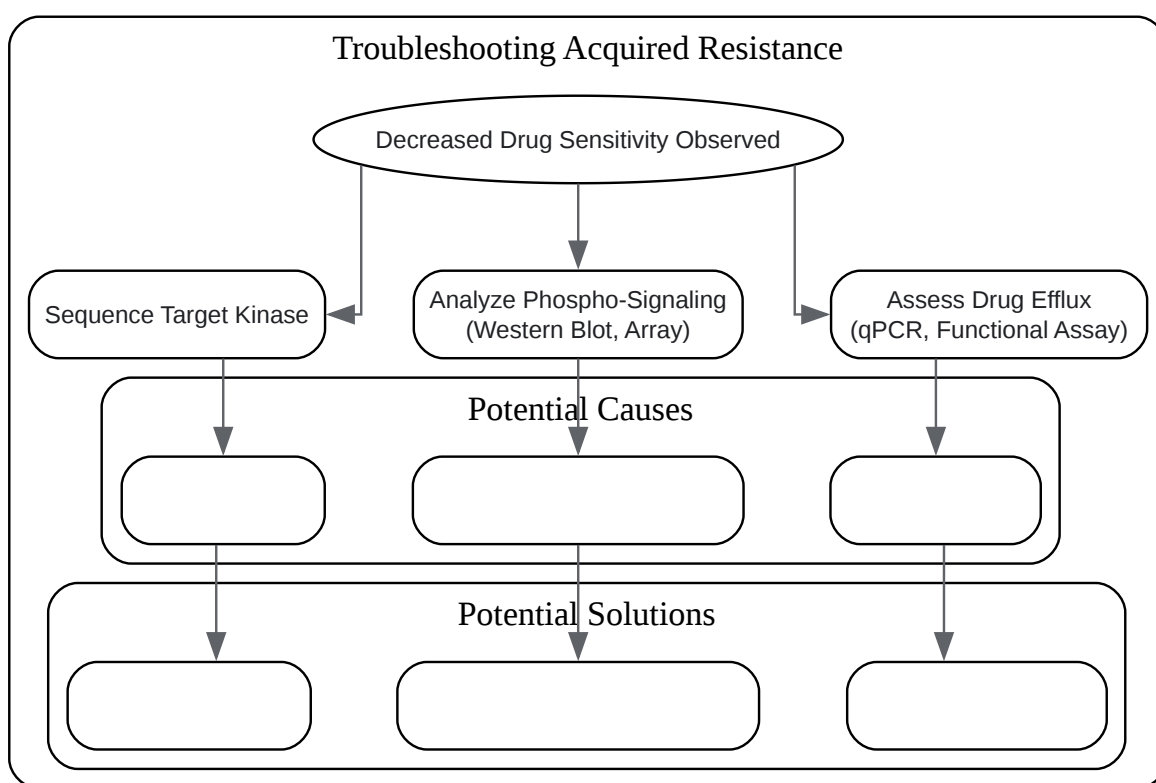 Troubleshooting Acquired Resistance
Decreased Drug Sensitivity Observed
Sequence Target Kinase
Analyze Phospho-Signaling
(Western Blot, Array)
Assess Drug Efflux
(qPCR, Functional Assay)
Potential Causes
Potential Solutions